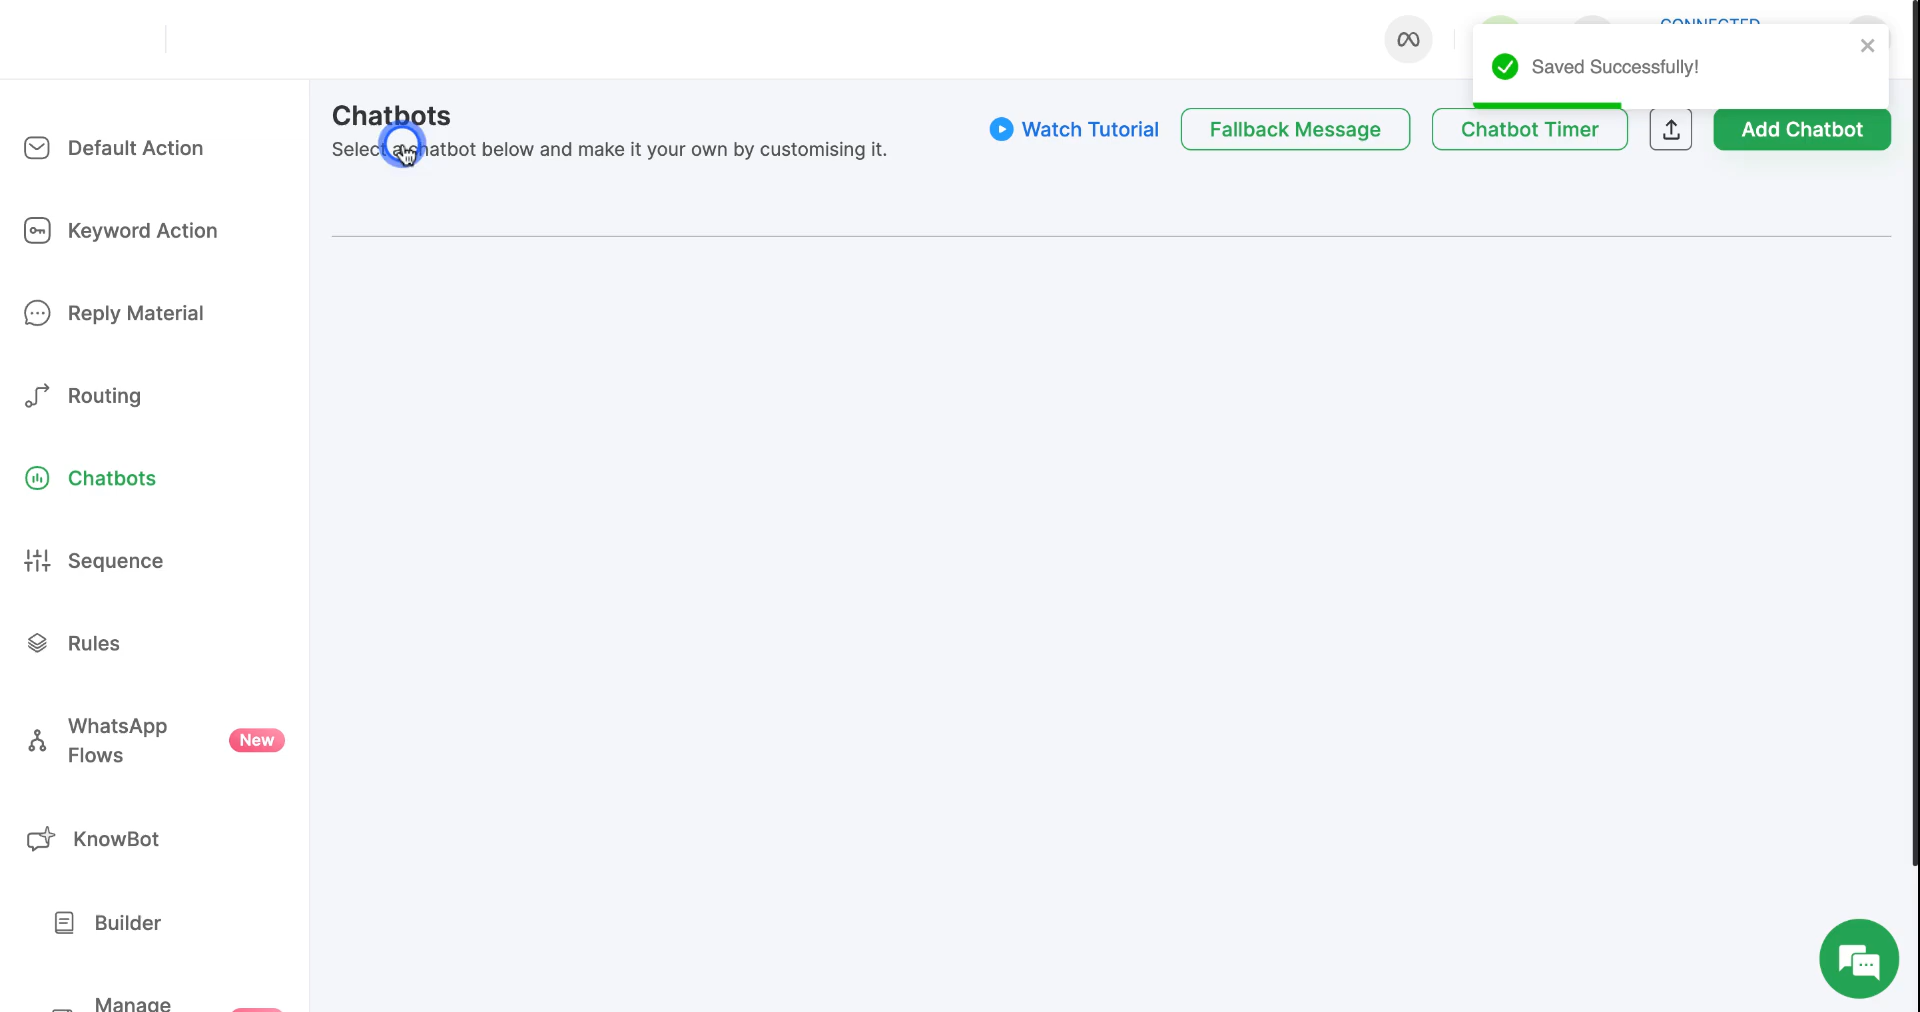 CONNECTED
Saved Successfully!
Chatbots
Select a chatbot below and make it your own by customising it.
Watch Tutorial
Fallback Message
Chatbot Timer
Add Chatbot
Default Action
Keyword Action
Reply Material
Routing
Chatbots
Sequence
Rules
WhatsApp
Flows
New
KnowBot
Builder
Manage